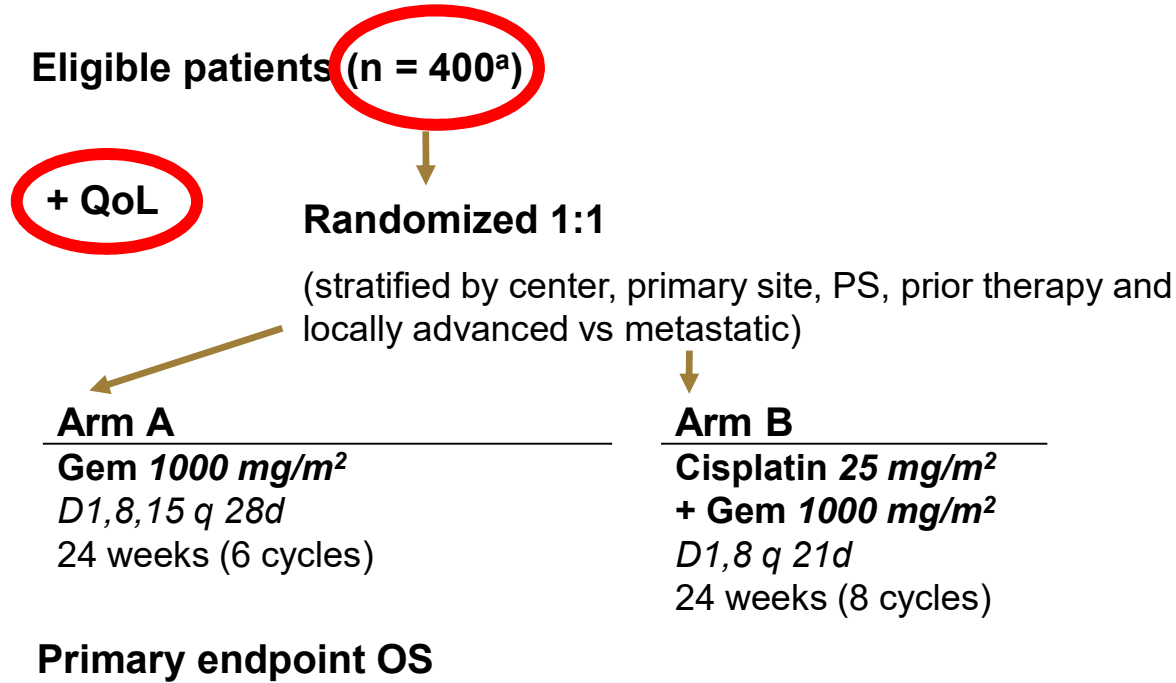 Eligible patients (n = 400ᵃ)
+ QoL
Randomized 1:1
(stratified by center, primary site, PS, prior therapy and
locally advanced vs metastatic)
Arm A
Gem 1000 mg/m²
D1,8,15 q 28d
24 weeks (6 cycles)
Arm B
Cisplatin 25 mg/m²
+ Gem 1000 mg/m²
D1,8 q 21d
24 weeks (8 cycles)
Primary endpoint OS